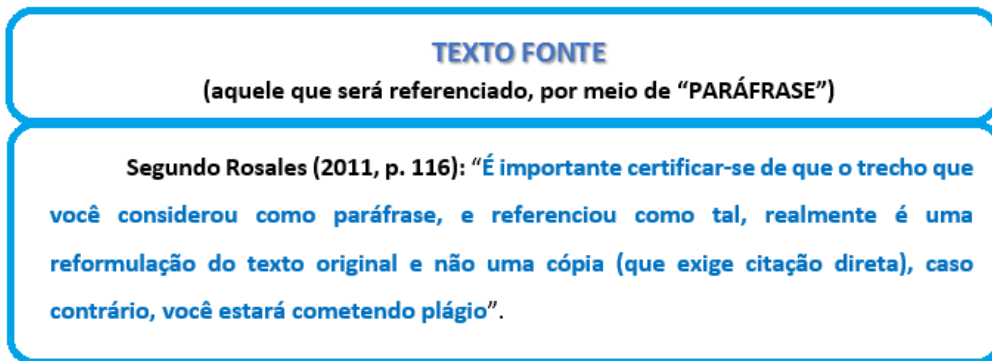 TEXTO FONTE
(aquele que será referenciado, por meio de “PARÁFRASE”)
Segundo Rosales (2011, p. 116): “É importante certificar-se de que o trecho que
você considerou como paráfrase, e referenciou como tal, realmente é uma
reformulação do texto original e não uma cópia (que exige citação direta), caso
contrário, você estará cometendo plágio”.